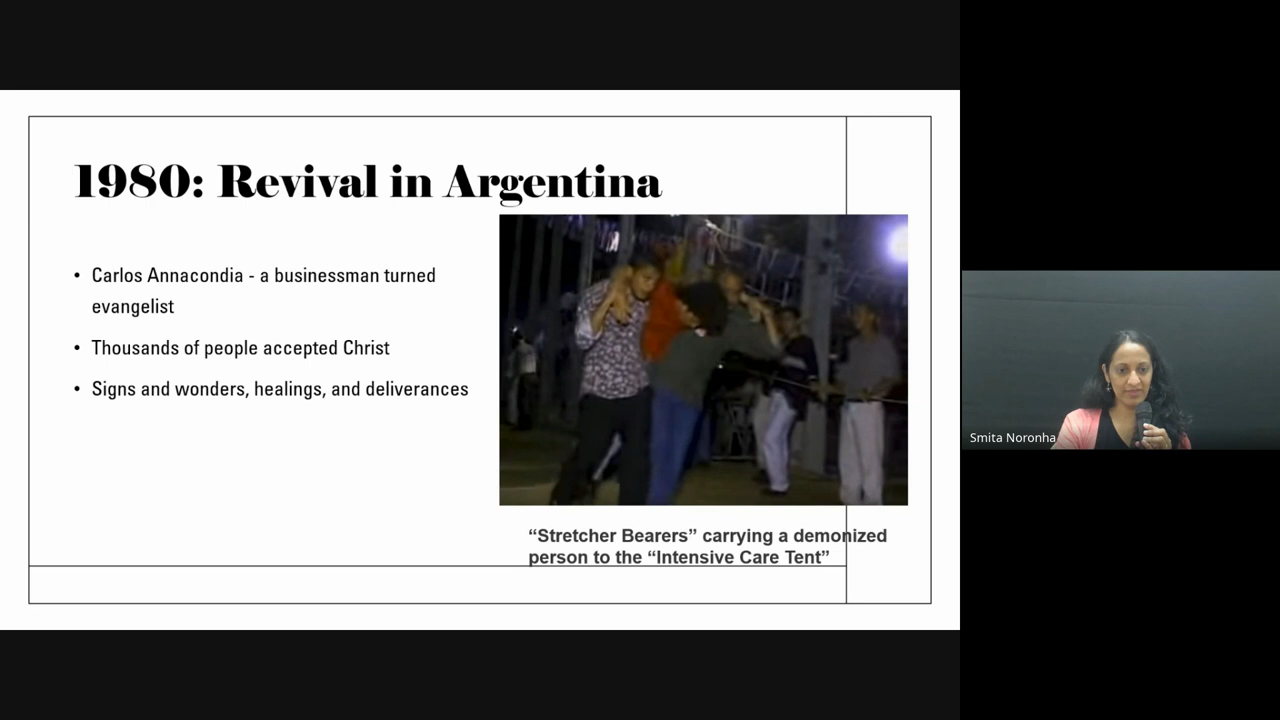 1980: Revival in Argentina
• Carlos Annacondia - a businessman turned
evangelist
• Thousands of people accepted Christ
• Signs and wonders, healings, and deliverances
“Stretcher Bearers” carrying a demonized
person to the “Intensive Care Tent”
Smita Noronha